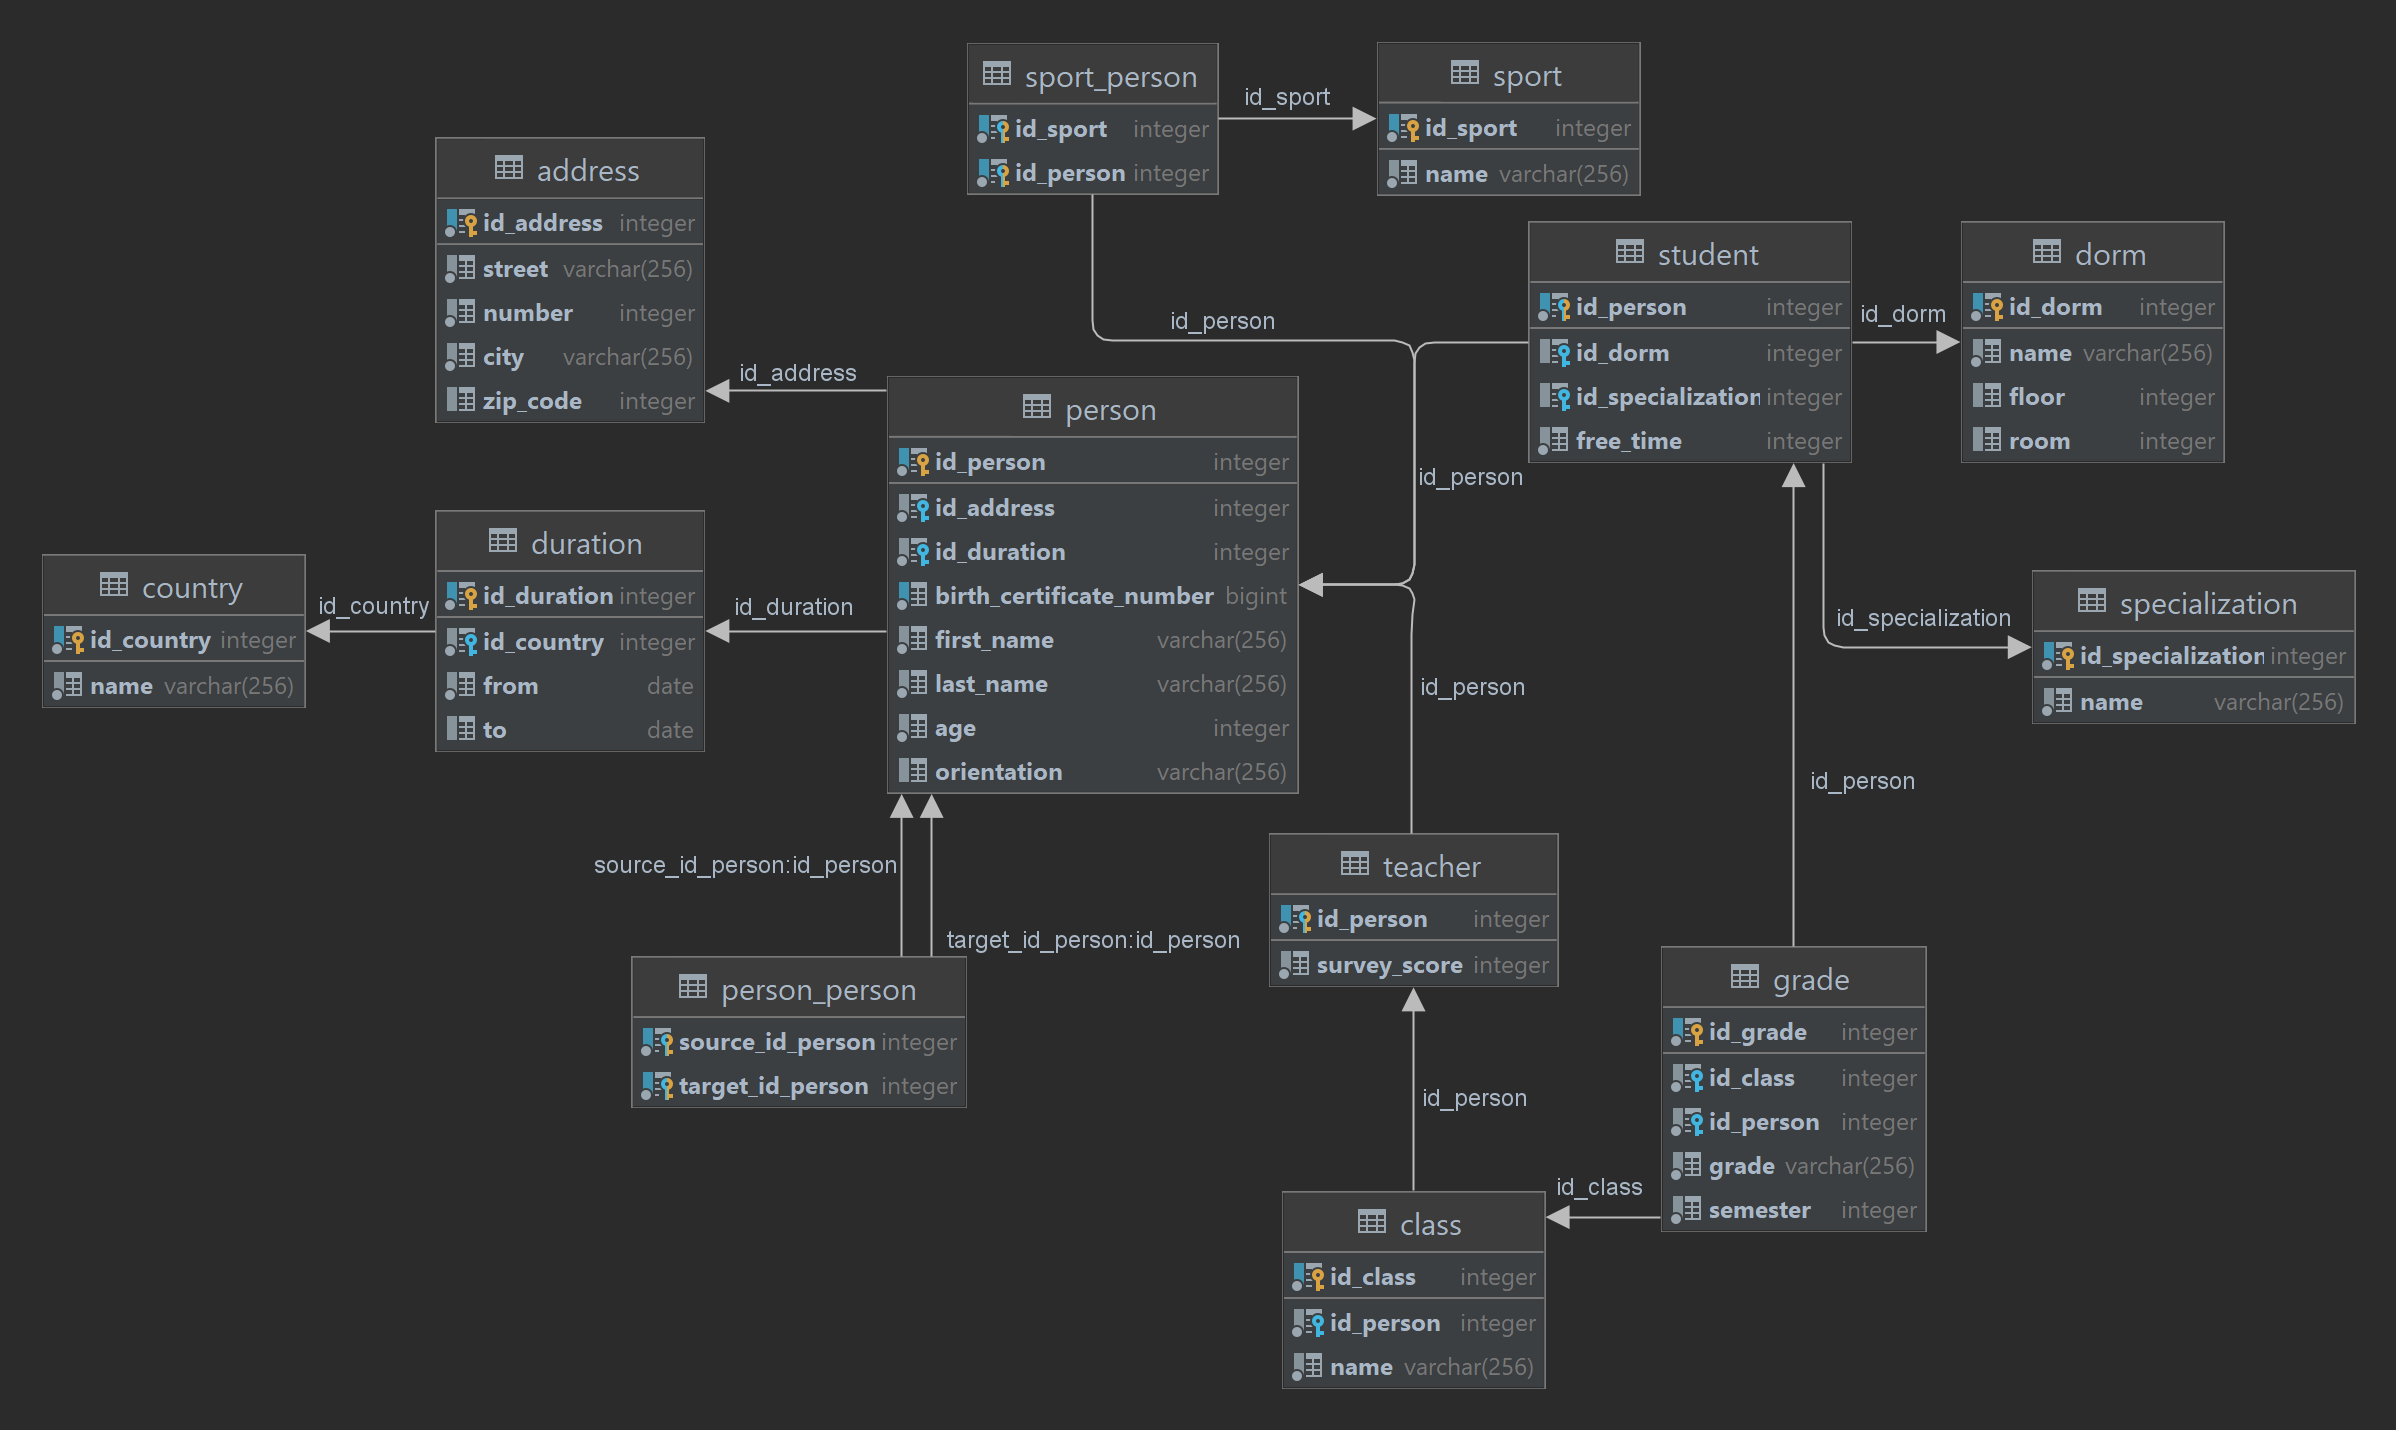 sport_person
id_sport integer
id_person integer
id_sport
sport
id_sport integer
name varchar(256)
address
id_address integer
street varchar(256)
number integer
city varchar(256)
zip_code integer
student
id_person integer
id_dorm integer
id_specialization integer
free_time integer
id_dorm
dorm
id_dorm integer
name varchar(256)
floor integer
room integer
id_person
id_address
id_person
person
id_person integer
id_address integer
id_duration integer
birth_certificate_number bigint
first_name varchar(256)
last_name varchar(256)
age integer
orientation varchar(256)
country
id_country integer
name varchar(256)
id_country
duration
id_duration integer
id_country integer
from date
to date
id_duration
id_specialization
specialization
id_specialization integer
name varchar(256)
id_person
id_person
source_id_person:id_person
target_id_person:id_person
person_person
source_id_person integer
target_id_person integer
teacher
id_person integer
survey_score integer
grade
id_grade integer
id_class integer
id_person integer
grade varchar(256)
semester integer
id_person
id_class
class
id_class integer
id_person integer
name varchar(256)